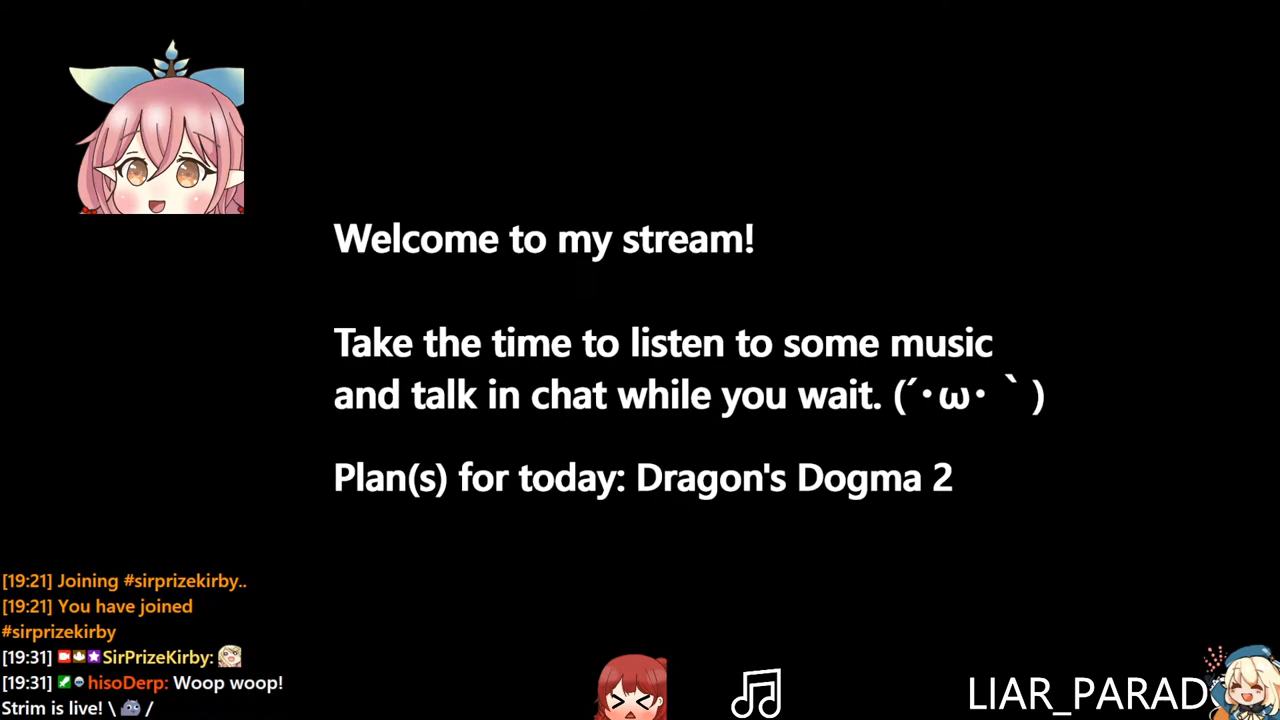 Welcome to my stream!
Take the time to listen to some music
and talk in chat while you wait. (´･ω･｀)
Plan(s) for today: Dragon's Dogma 2
[19:21] Joining #sirprizekirby..
[19:21] You have joined
#sirprizekirby
[19:31] SirPrizeKirby:
[19:31] hisoDerp: Woop woop!
Strim is live! \ /
LIAR_PARAD